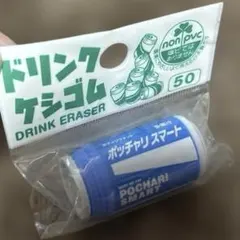 ドリンク
ケシゴム
DRINK ERASER
non PVC
50
ポッチャリ スマート
POCHARI
SMART